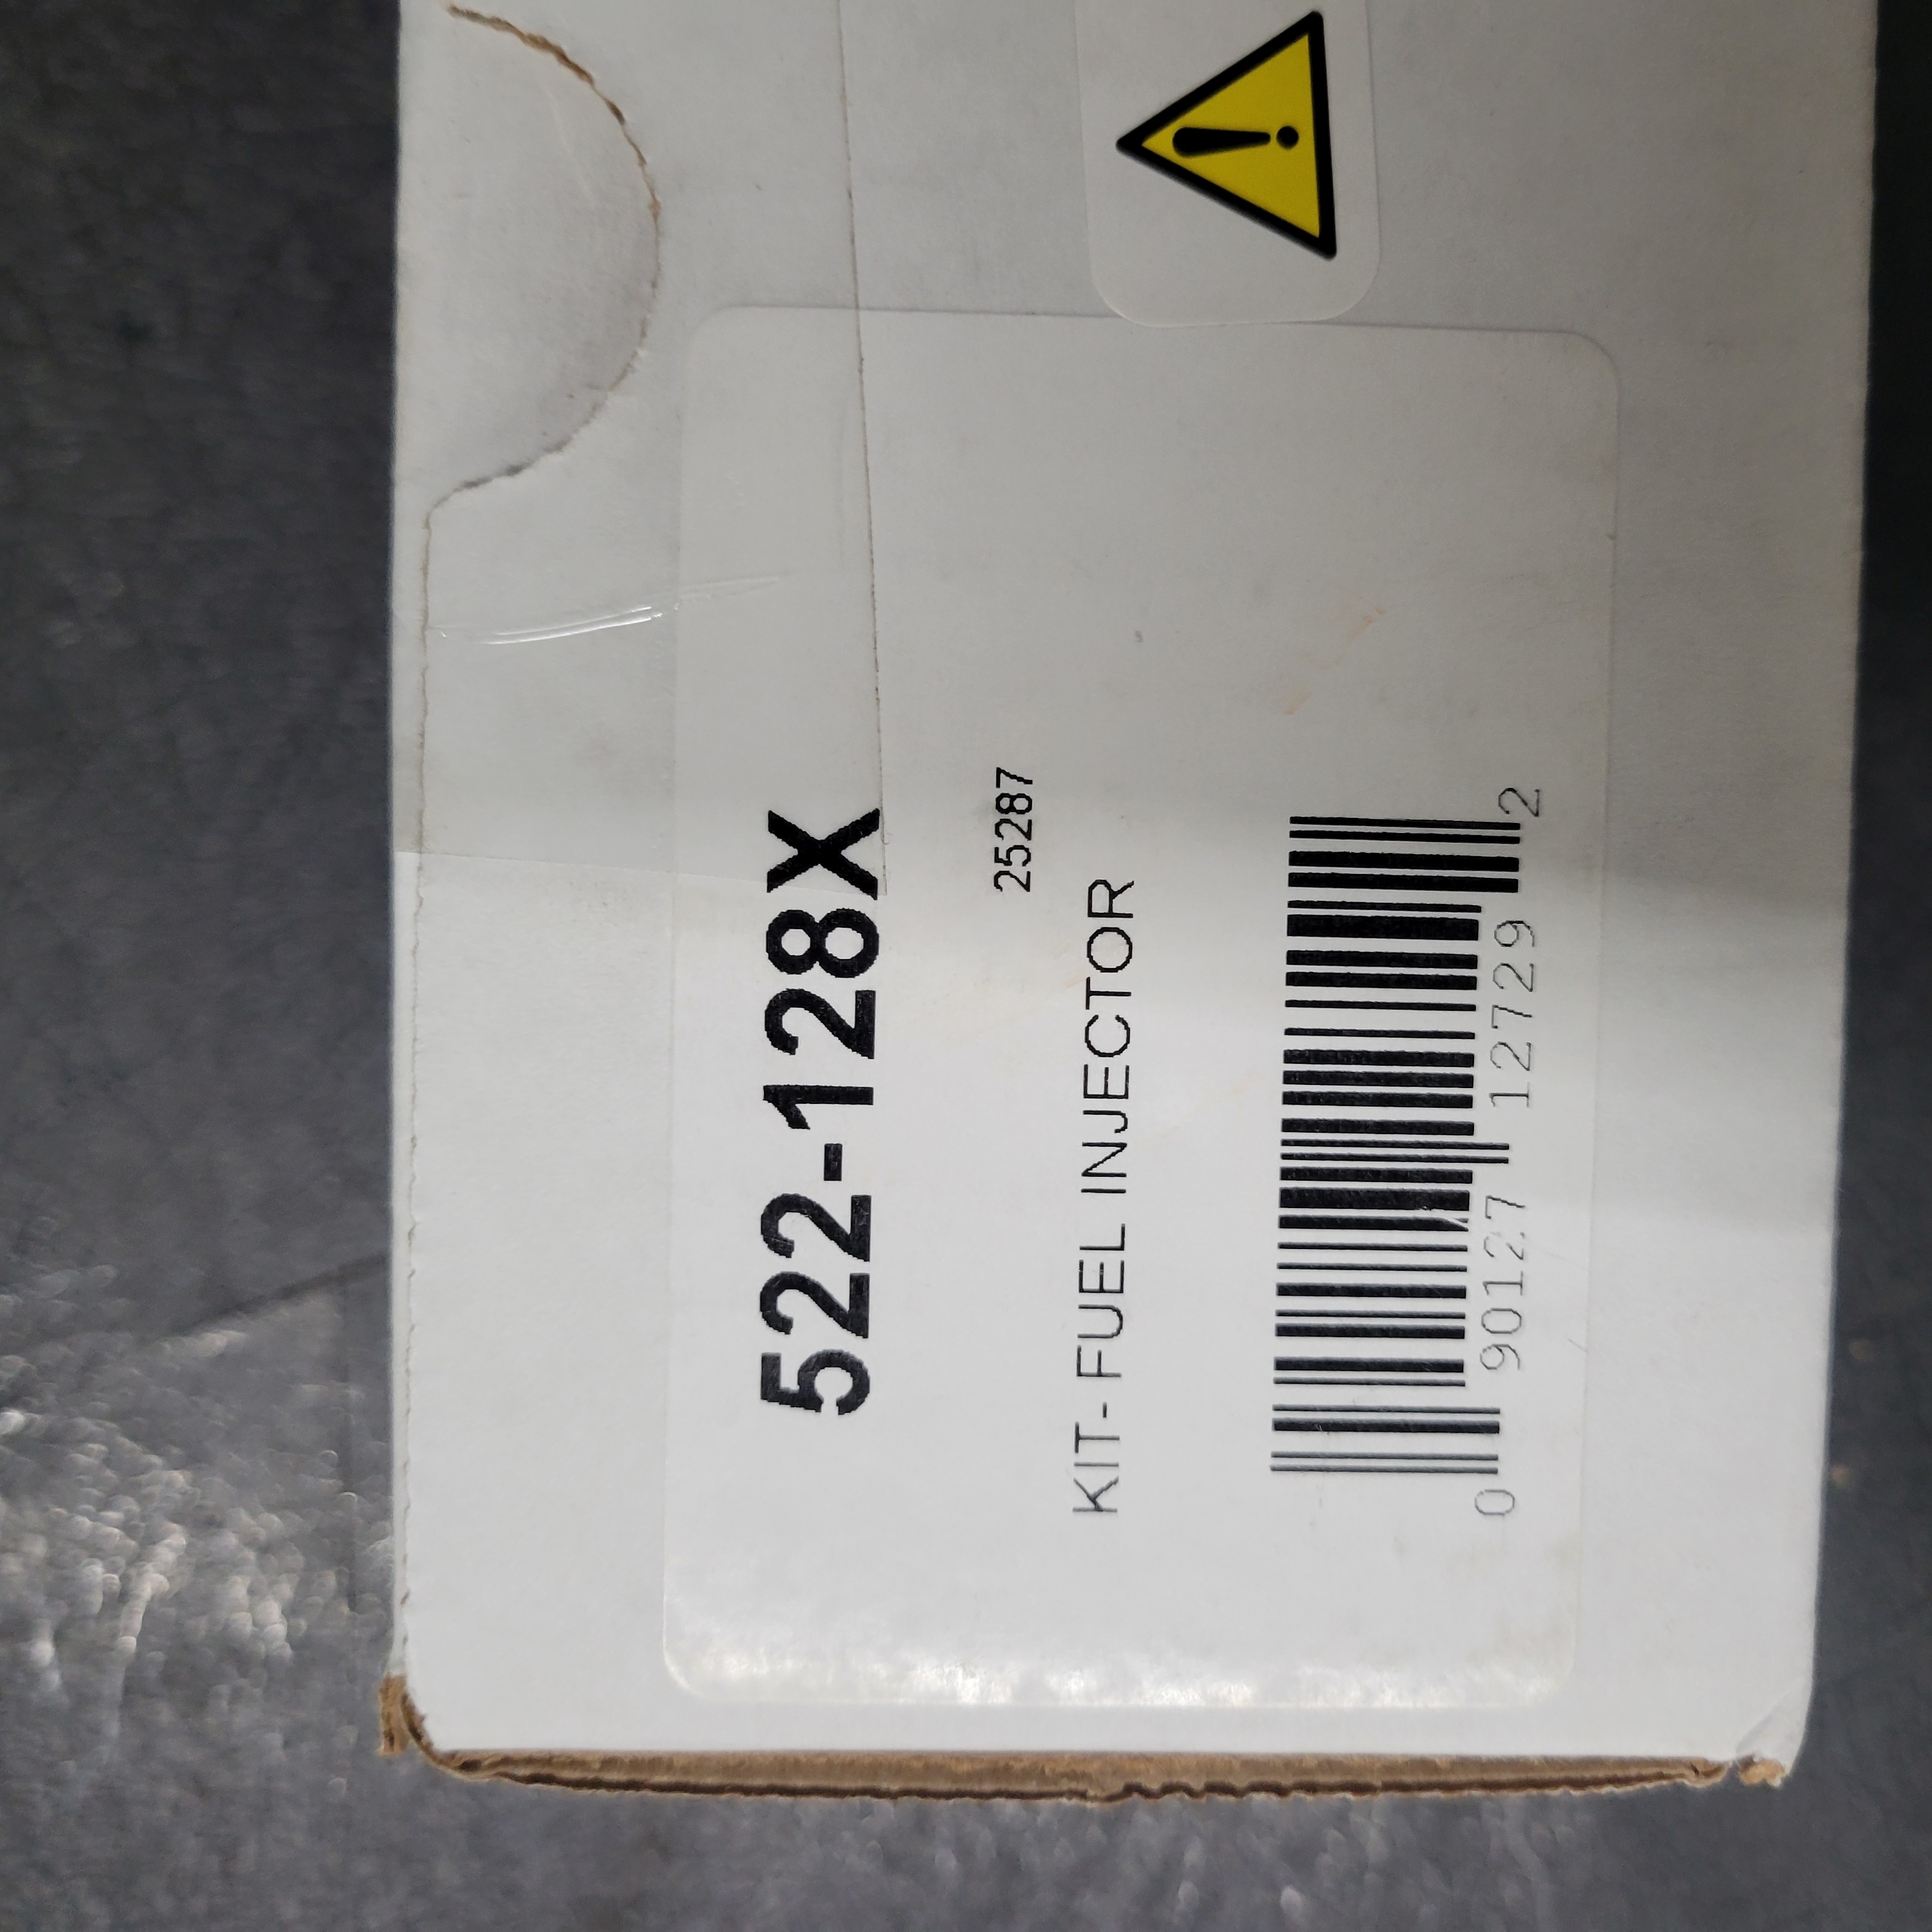 522-128X
25287
KIT- FUEL INJECTOR
0 90127 12729 2